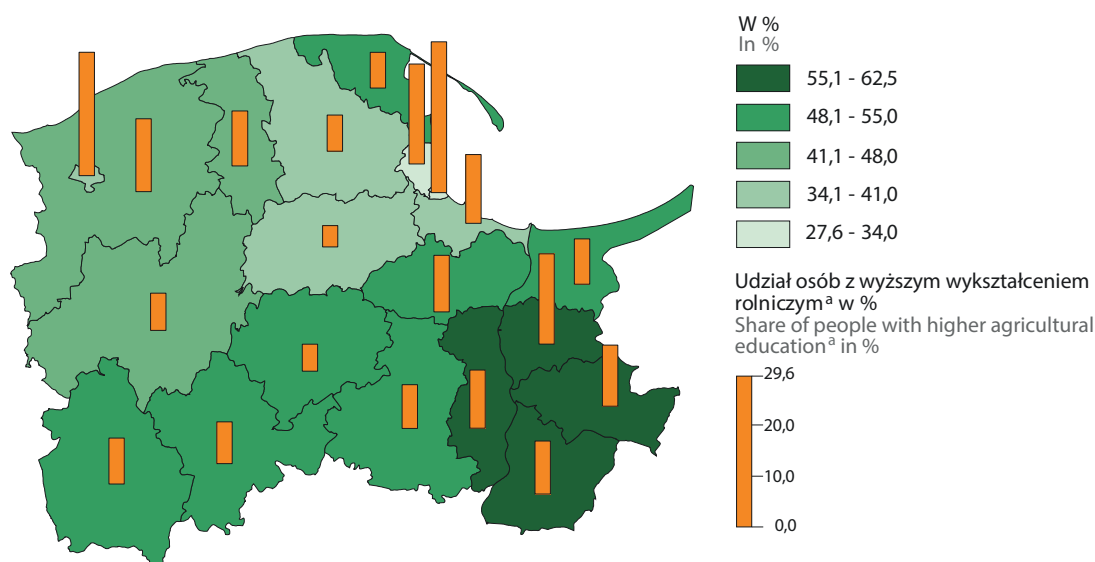 W %
In %
55,1 - 62,5
48,1 - 55,0
41,1 - 48,0
34,1 - 41,0
27,6 - 34,0
Udział osób z wyższym wykształceniem
rolniczymᵃ w %
Share of people with higher agricultural
educationᵃ in %
29,6
20,0
10,0
0,0